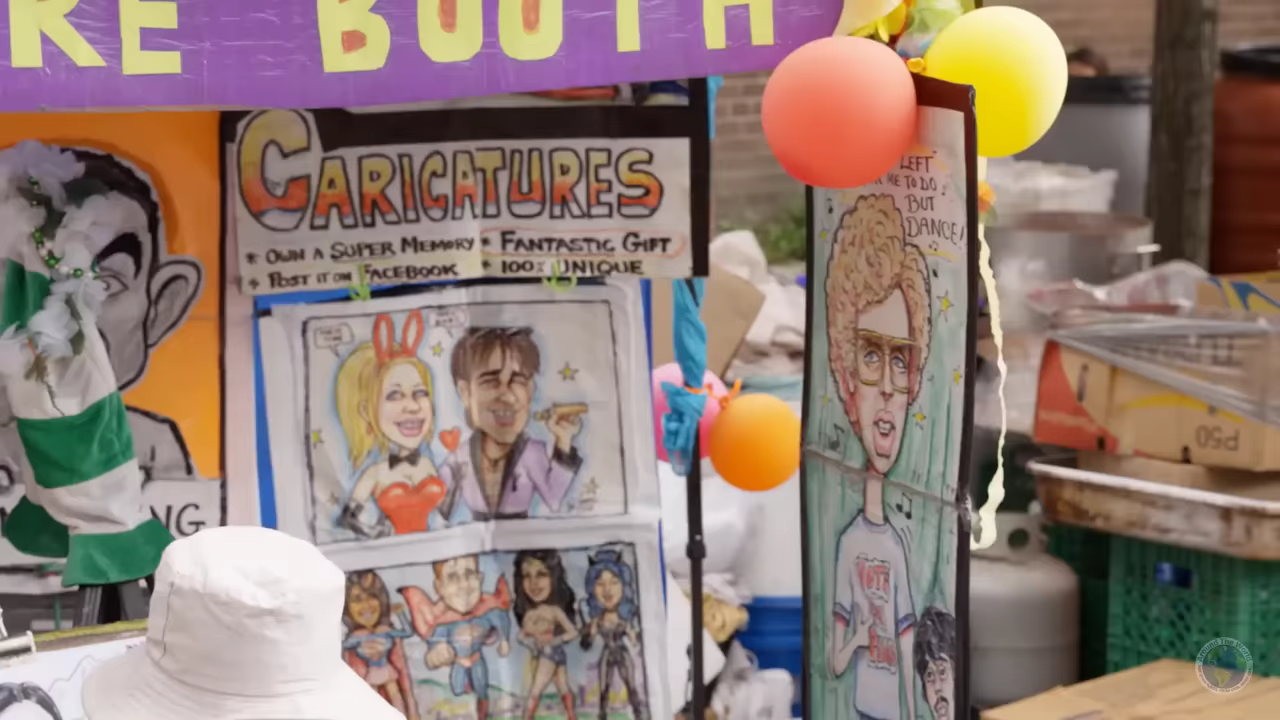 RE BOOTH
CARICATURES
* OWN A SUPER MEMORY * FANTASTIC GIFT
* POST IT ON FACEBOOK * 100% UNIQUE
LEFT
ME TO DO,
BUT
DANCE!
NG
P50